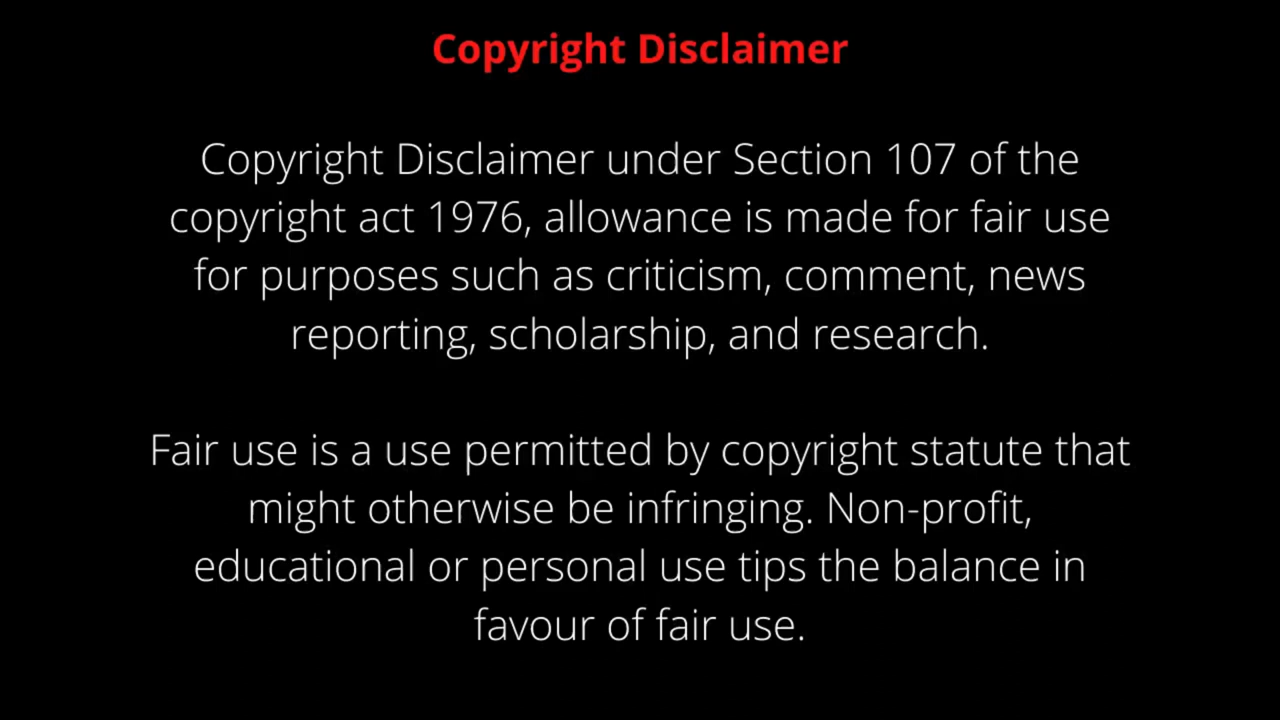 Copyright Disclaimer
Copyright Disclaimer under Section 107 of the
copyright act 1976, allowance is made for fair use
for purposes such as criticism, comment, news
reporting, scholarship, and research.
Fair use is a use permitted by copyright statute that
might otherwise be infringing. Non-profit,
educational or personal use tips the balance in
favour of fair use.